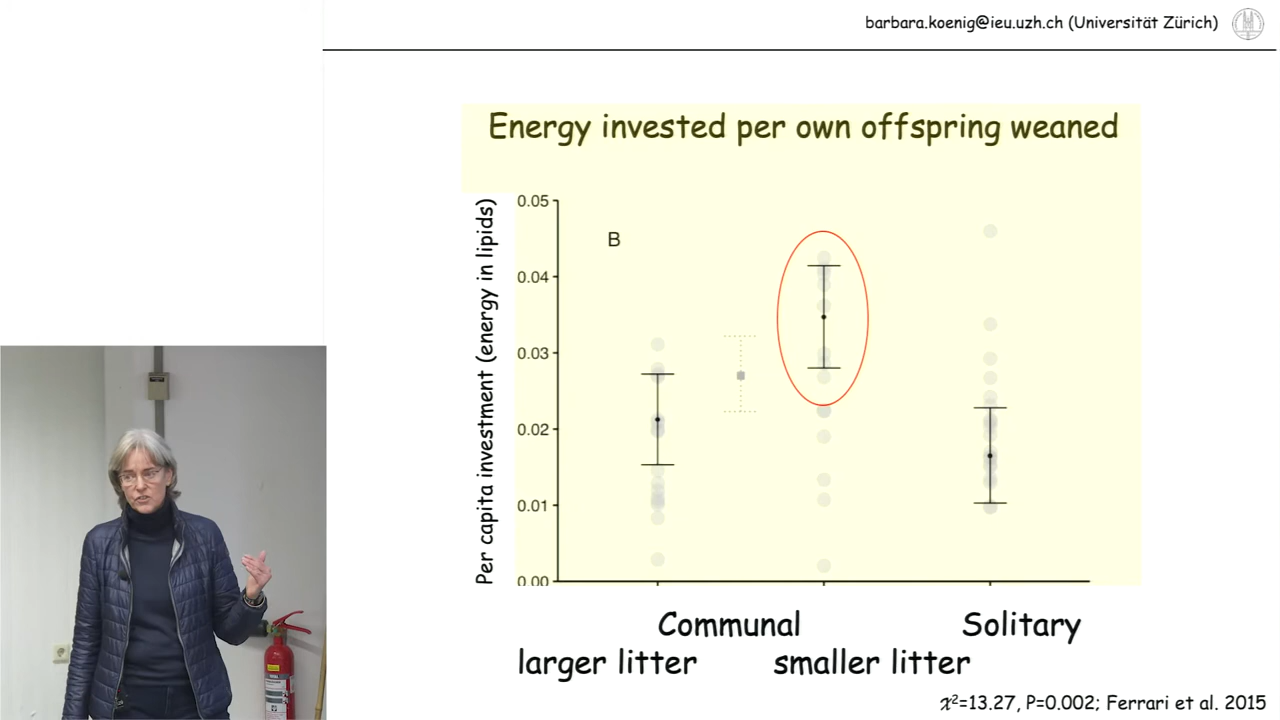 barbara.koenig@ieu.uzh.ch (Universität Zürich)
Energy invested per own offspring weaned
Per capita investment (energy in lipids)
0.05
B
0.04
0.03
0.02
0.01
0.00
Communal Solitary
larger litter smaller litter
𝜒²=13.27, P=0.002; Ferrari et al. 2015